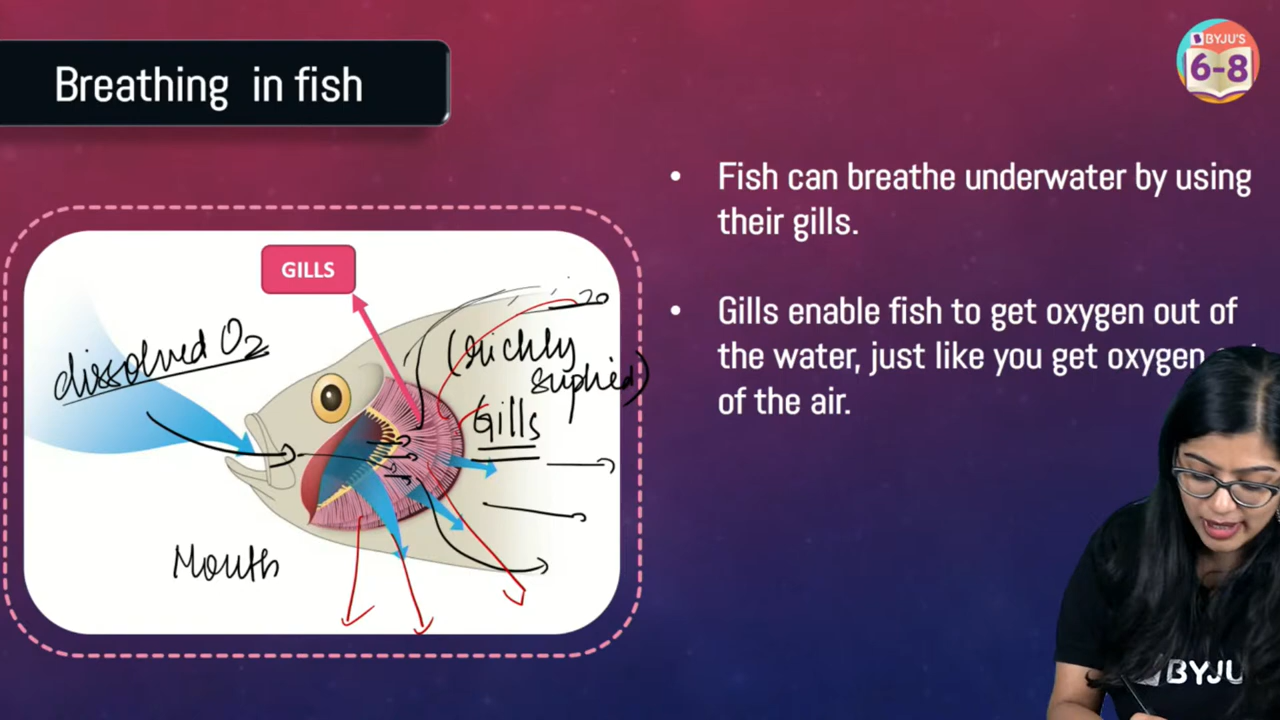 Breathing in fish
BYJU'S
6-8
Fish can breathe underwater by using
their gills.
Gills enable fish to get oxygen out of
the water, just like you get oxygen
of the air.
GILLS
dissolved O2
(richly
suplied)
Gills
Mouth
BYJU